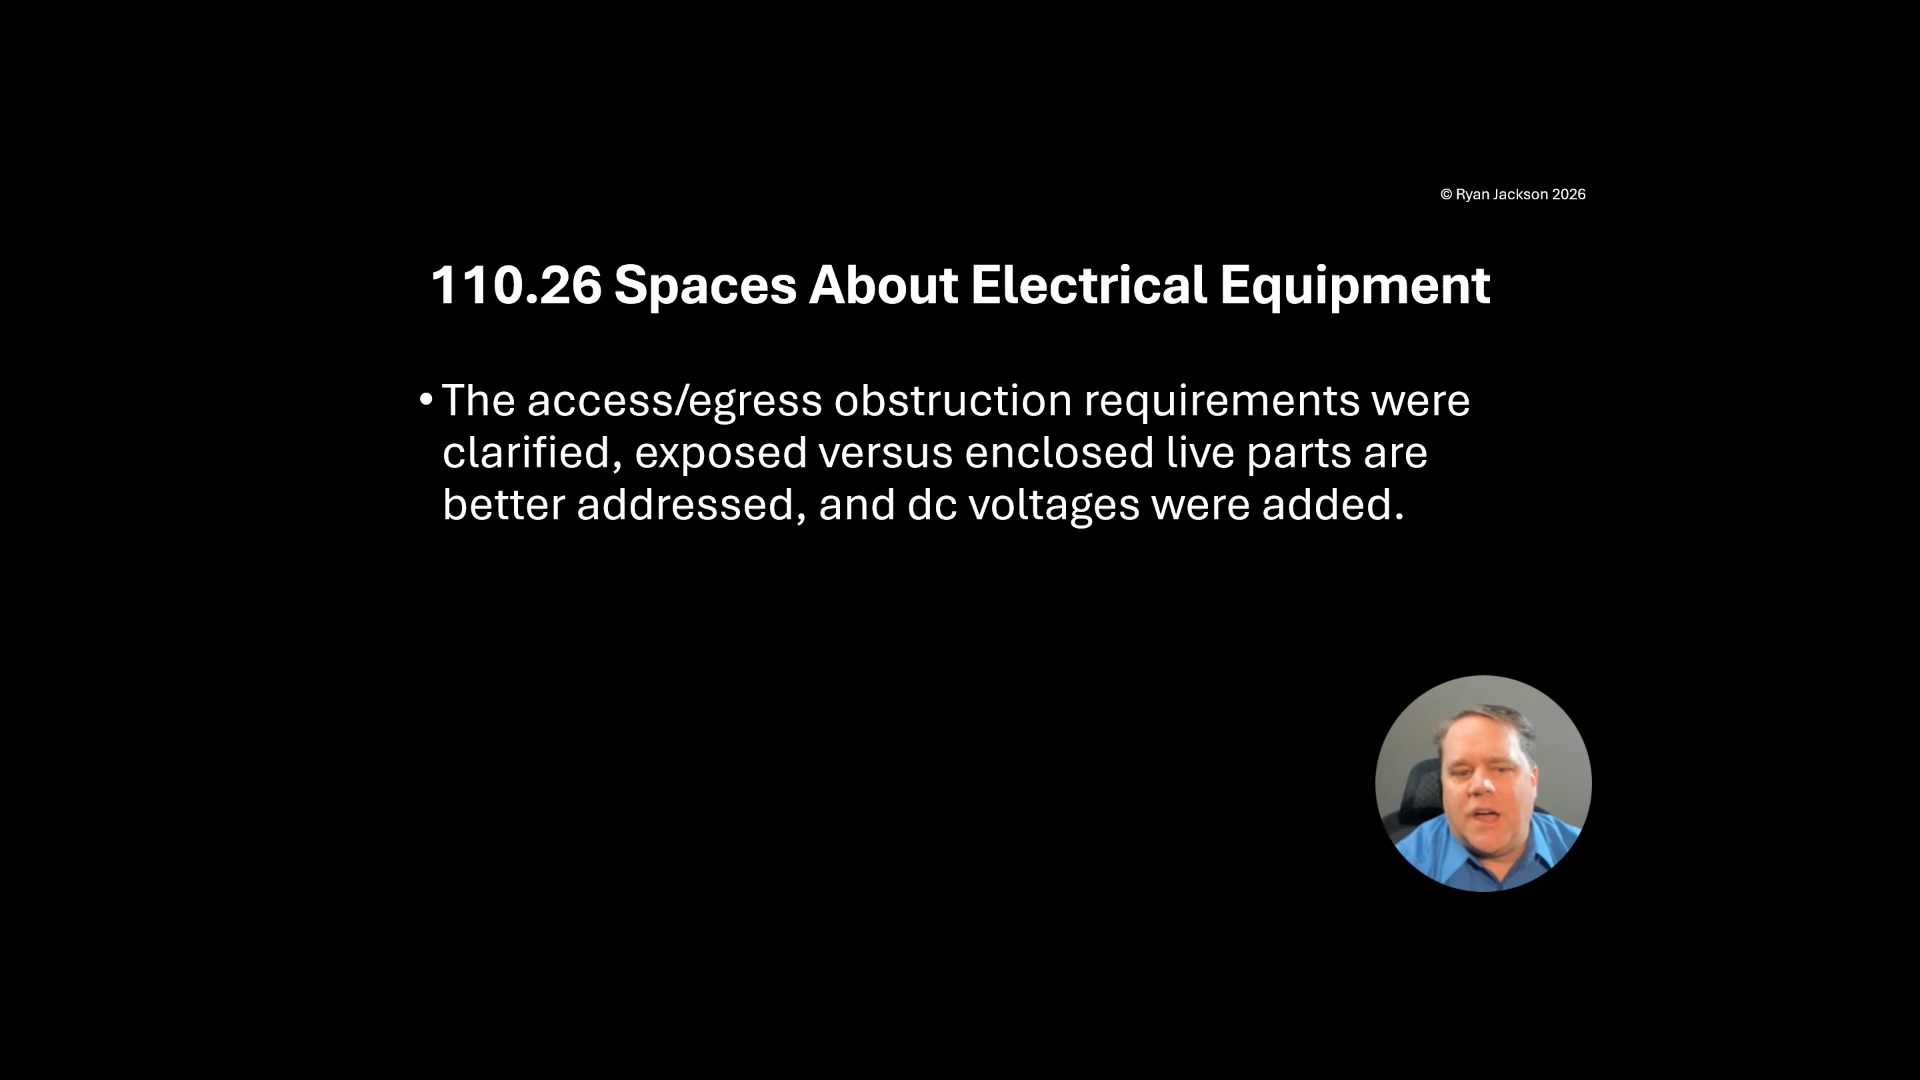 © Ryan Jackson 2026
110.26 Spaces About Electrical Equipment
• The access/egress obstruction requirements were
clarified, exposed versus enclosed live parts are
better addressed, and dc voltages were added.